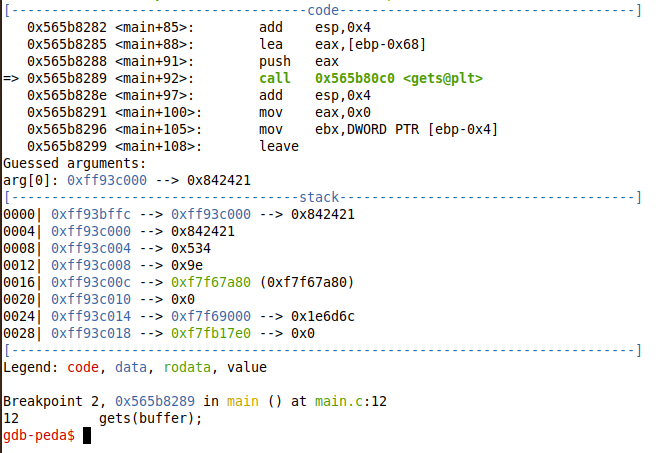 [------------------------------------code------------------------------------]
   0x565b8282 <main+85>:	add    esp,0x4
   0x565b8285 <main+88>:	lea    eax,[ebp-0x68]
   0x565b8288 <main+91>:	push   eax
=> 0x565b8289 <main+92>:	call   0x565b80c0 <gets@plt>
   0x565b828e <main+97>:	add    esp,0x4
   0x565b8291 <main+100>:	mov    eax,0x0
   0x565b8296 <main+105>:	mov    ebx,DWORD PTR [ebp-0x4]
   0x565b8299 <main+108>:	leave
Guessed arguments:
arg[0]: 0xff93c000 --> 0x842421
[------------------------------------stack------------------------------------]
0000| 0xff93bffc --> 0xff93c000 --> 0x842421
0004| 0xff93c000 --> 0x842421
0008| 0xff93c004 --> 0x534
0012| 0xff93c008 --> 0x9e
0016| 0xff93c00c --> 0xf7f67a80 (0xf7f67a80)
0020| 0xff93c010 --> 0x0
0024| 0xff93c014 --> 0xf7f69000 --> 0x1e6d6c
0028| 0xff93c018 --> 0xf7fb17e0 --> 0x0
[------------------------------------------------------------------------------]
Legend: code, data, rodata, value
Breakpoint 2, 0x565b8289 in main () at main.c:12
12	    gets(buffer);
gdb-peda$